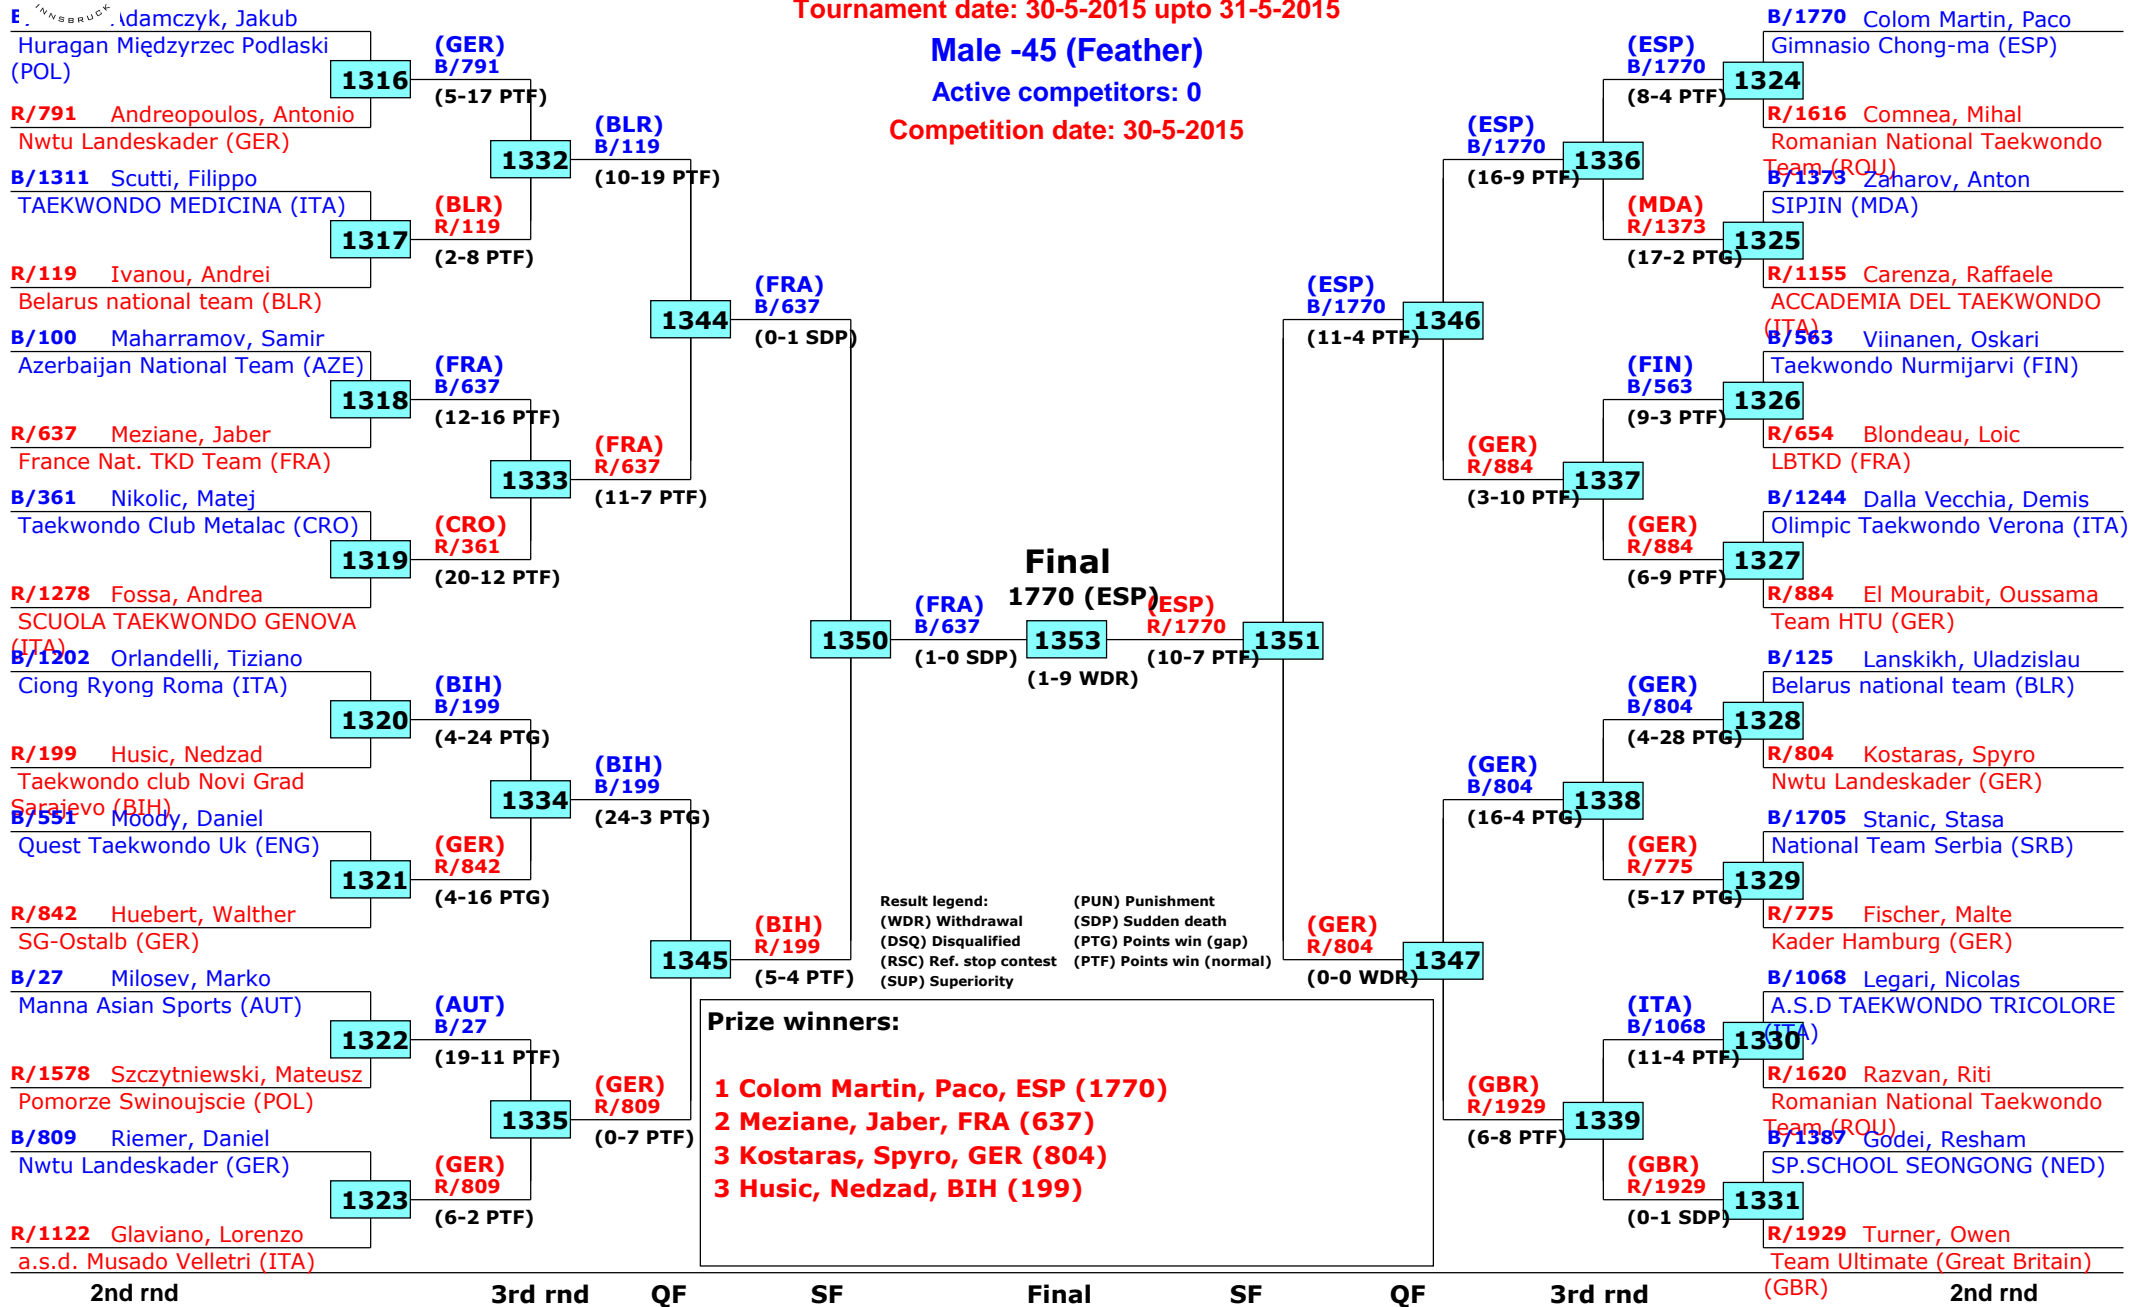 INNSBRUCK
Tournament date: 30-5-2015 upto 31-5-2015
Male -45 (Feather)
Active competitors: 0
Competition date: 30-5-2015
Adamczyk, Jakub
Huragan Międzyrzec Podlaski
(POL)
1316
R/791 Andreopoulos, Antonio
Nwtu Landeskader (GER)
B/1311 Scutti, Filippo
TAEKWONDO MEDICINA (ITA)
1317
R/119 Ivanou, Andrei
Belarus national team (BLR)
B/100 Maharramov, Samir
Azerbaijan National Team (AZE)
1318
R/637 Meziane, Jaber
France Nat. TKD Team (FRA)
B/361 Nikolic, Matej
Taekwondo Club Metalac (CRO)
1319
R/1278 Fossa, Andrea
SCUOLA TAEKWONDO GENOVA
(ITA)
B/1202 Orlandelli, Tiziano
Ciong Ryong Roma (ITA)
1320
R/199 Husic, Nedzad
Taekwondo club Novi Grad
Sarajevo (BIH)
B/551 Moody, Daniel
Quest Taekwondo Uk (ENG)
1321
R/842 Huebert, Walther
SG-Ostalb (GER)
B/27 Milosev, Marko
Manna Asian Sports (AUT)
1322
R/1578 Szczytniewski, Mateusz
Pomorze Swinoujscie (POL)
B/809 Riemer, Daniel
Nwtu Landeskader (GER)
1323
R/1122 Glaviano, Lorenzo
a.s.d. Musado Velletri (ITA)
(GER)
B/791
(5-17 PTF)
1332
(BLR)
R/119
(2-8 PTF)
(FRA)
B/637
(12-16 PTF)
1333
(CRO)
R/361
(20-12 PTF)
(BIH)
B/199
(4-24 PTG)
1334
(GER)
R/842
(4-16 PTG)
(AUT)
B/27
(19-11 PTF)
1335
(GER)
R/809
(6-2 PTF)
(BLR)
B/119
(10-19 PTF)
1344
(FRA)
R/637
(11-7 PTF)
(BIH)
B/199
(24-3 PTG)
1345
(GER)
R/809
(0-7 PTF)
(FRA)
B/637
(0-1 SDP)
1350
(BIH)
R/199
(5-4 PTF)
(FRA)
B/637
(1-0 SDP)
Final
1770 (ESP)
1353
(1-9 WDR)
(ESP)
R/1770
(10-7 PTF)
1351
(ESP)
B/1770
(11-4 PTF)
1346
(GER)
R/804
(0-0 WDR)
1347
(ESP)
B/1770
(16-9 PTF)
1336
(GER)
R/884
(3-10 PTF)
1337
(GER)
B/804
(16-4 PTG)
1338
(GBR)
R/1929
(6-8 PTF)
1339
(ESP)
B/1770
(8-4 PTF)
1324
(MDA)
R/1373
(17-2 PTG)
1325
(FIN)
B/563
(9-3 PTF)
1326
(GER)
R/884
(6-9 PTF)
1327
(GER)
B/804
(4-28 PTG)
1328
(GER)
R/775
(5-17 PTG)
1329
(ITA)
B/1068
(11-4 PTF)
1330
(GBR)
R/1929
(0-1 SDP)
1331
B/1770 Colom Martin, Paco
Gimnasio Chong-ma (ESP)
R/1616 Comnea, Mihal
Romanian National Taekwondo
Team (ROU)
B/1373 Zaharov, Anton
SIPJIN (MDA)
R/1155 Carenza, Raffaele
ACCADEMIA DEL TAEKWONDO
(ITA)
B/563 Viinanen, Oskari
Taekwondo Nurmijarvi (FIN)
R/654 Blondeau, Loic
LBTKD (FRA)
B/1244 Dalla Vecchia, Demis
Olimpic Taekwondo Verona (ITA)
R/884 El Mourabit, Oussama
Team HTU (GER)
B/125 Lanskikh, Uladzislau
Belarus national team (BLR)
R/804 Kostaras, Spyro
Nwtu Landeskader (GER)
B/1705 Stanic, Stasa
National Team Serbia (SRB)
R/775 Fischer, Malte
Kader Hamburg (GER)
B/1068 Legari, Nicolas
A.S.D TAEKWONDO TRICOLORE
(ITA)
R/1620 Razvan, Riti
Romanian National Taekwondo
Team (ROU)
B/1387 Godei, Resham
SP.SCHOOL SEONGONG (NED)
R/1929 Turner, Owen
Team Ultimate (Great Britain)
(GBR)
Result legend:
(WDR) Withdrawal
(DSQ) Disqualified
(RSC) Ref. stop contest
(SUP) Superiority
(PUN) Punishment
(SDP) Sudden death
(PTG) Points win (gap)
(PTF) Points win (normal)
Prize winners:
1 Colom Martin, Paco, ESP (1770)
2 Meziane, Jaber, FRA (637)
3 Kostaras, Spyro, GER (804)
3 Husic, Nedzad, BIH (199)
2nd rnd 3rd rnd QF SF Final SF QF 3rd rnd 2nd rnd